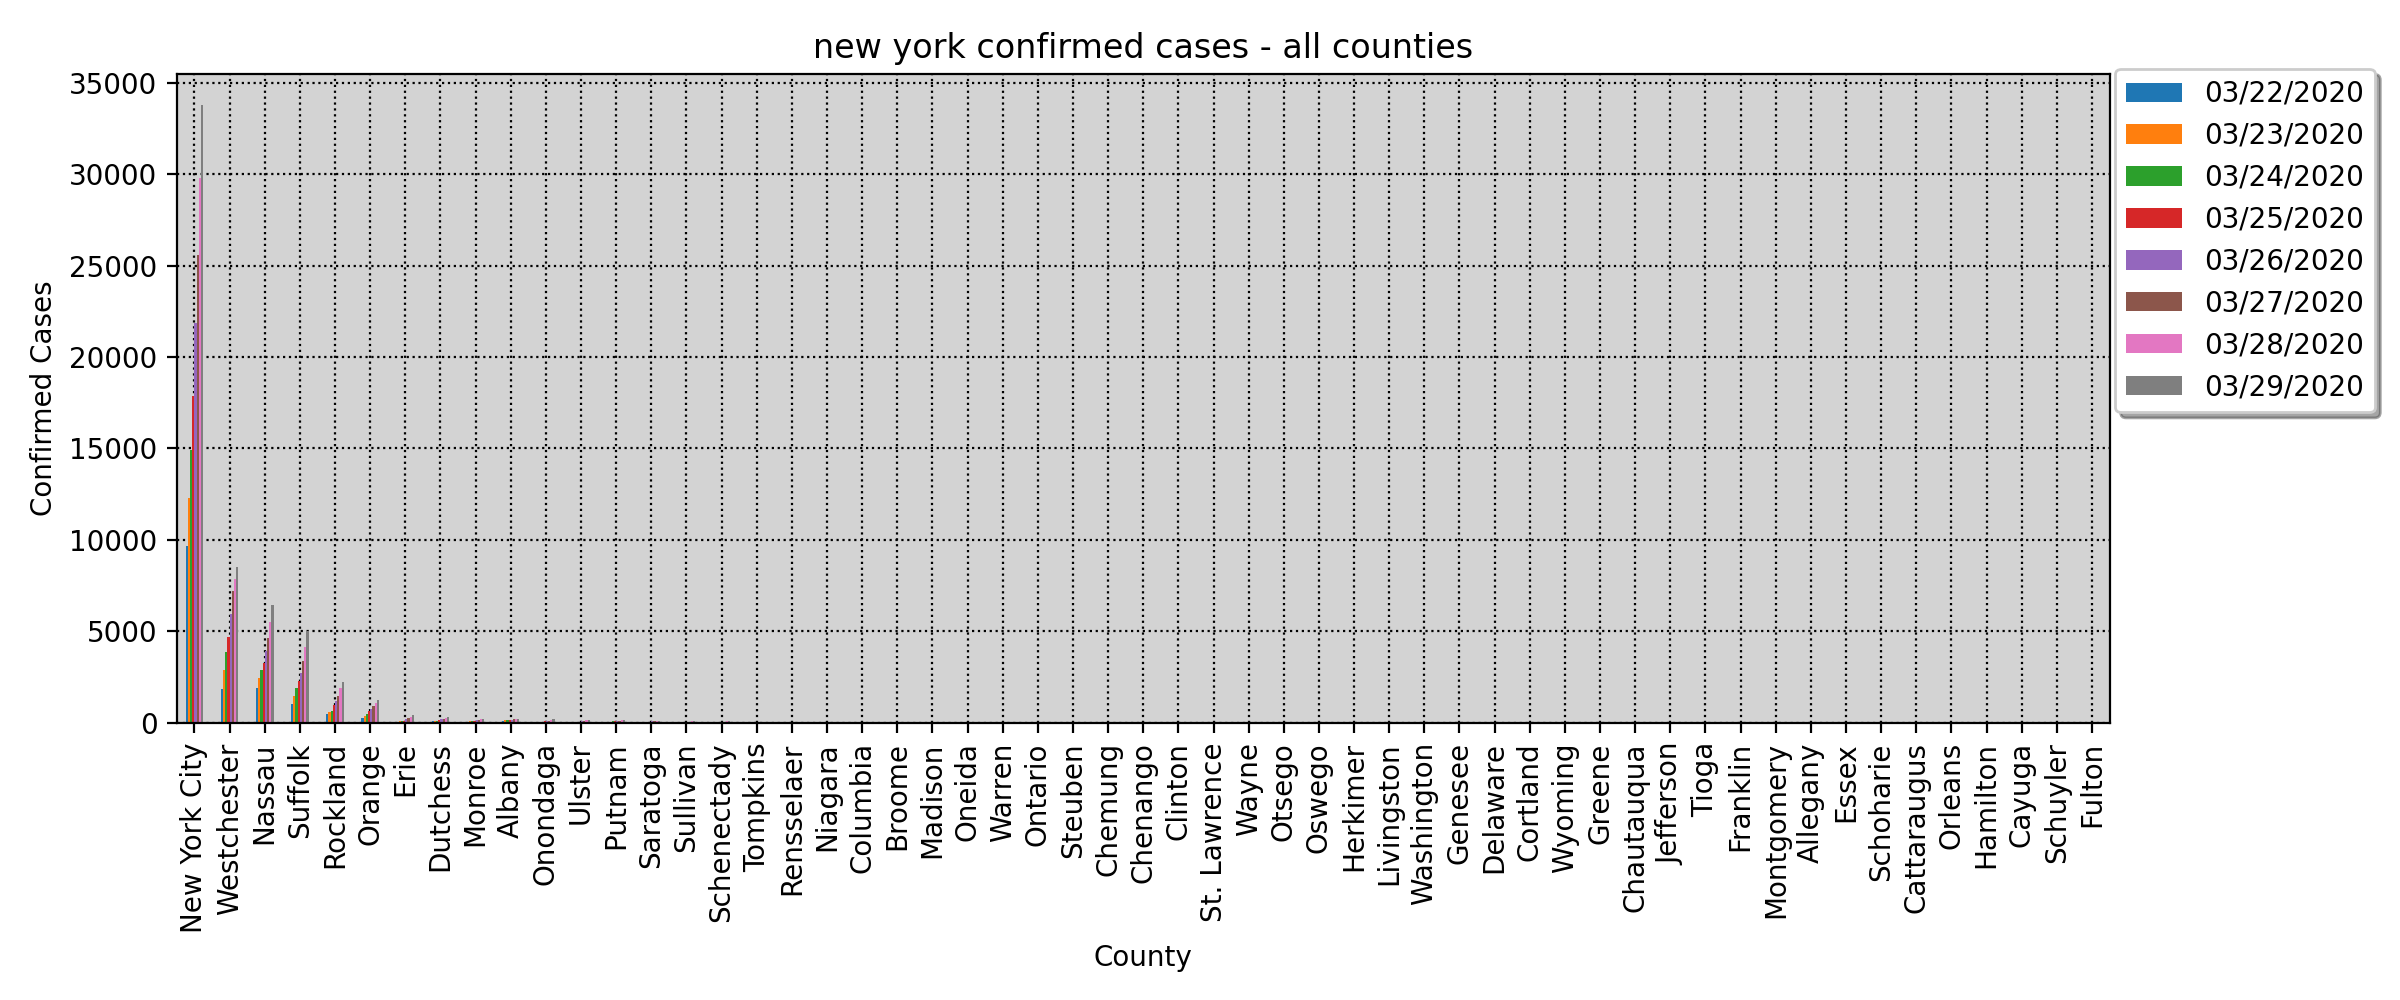 new york confirmed cases - all counties
Confirmed Cases
35000
30000
25000
20000
15000
10000
5000
0
03/22/2020
03/23/2020
03/24/2020
03/25/2020
03/26/2020
03/27/2020
03/28/2020
03/29/2020
New York City
Westchester
Nassau
Suffolk
Rockland
Orange
Erie
Dutchess
Monroe
Albany
Onondaga
Ulster
Putnam
Saratoga
Sullivan
Schenectady
Tompkins
Rensselaer
Niagara
Columbia
Broome
Madison
Oneida
Warren
Ontario
Steuben
Chemung
Chenango
Clinton
St. Lawrence
Wayne
Otsego
Oswego
Herkimer
Livingston
Washington
Genesee
Delaware
Cortland
Wyoming
Greene
Chautauqua
Jefferson
Tioga
Franklin
Montgomery
Allegany
Essex
Schoharie
Cattaraugus
Orleans
Hamilton
Cayuga
Schuyler
Fulton
County